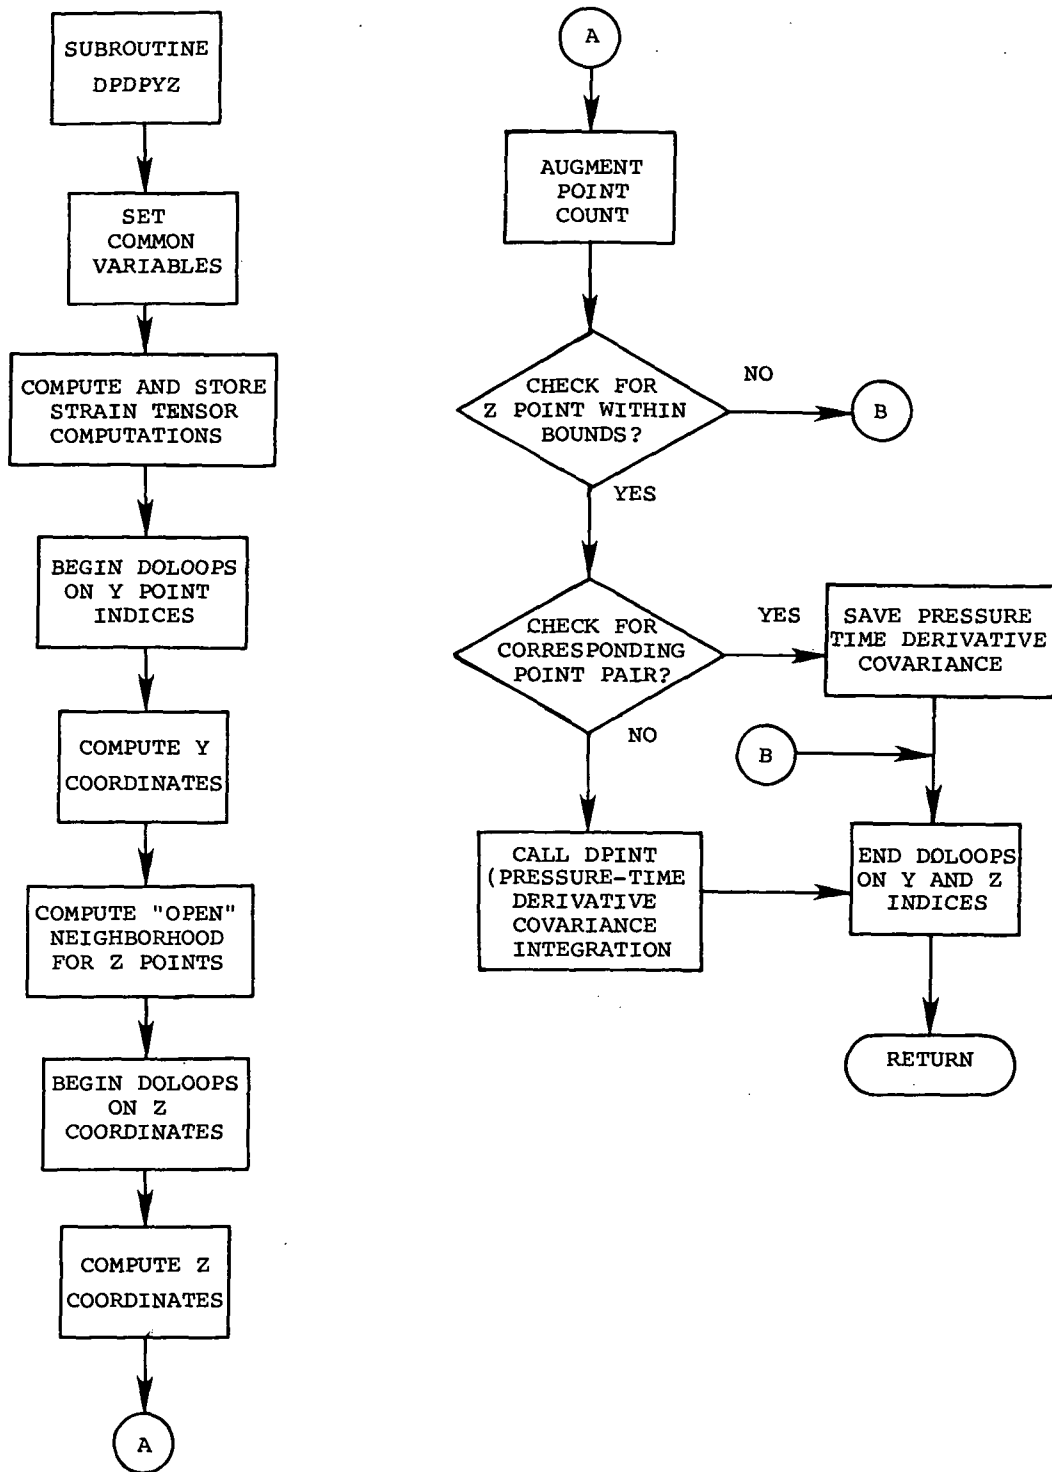 SUBROUTINE
DPDPYZ
SET
COMMON
VARIABLES
COMPUTE AND STORE
STRAIN TENSOR
COMPUTATIONS
BEGIN DOLOOPS
ON Y POINT
INDICES
COMPUTE Y
COORDINATES
COMPUTE "OPEN"
NEIGHBORHOOD
FOR Z POINTS
BEGIN DOLOOPS
ON Z
COORDINATES
COMPUTE Z
COORDINATES
A
A
AUGMENT
POINT
COUNT
CHECK FOR
Z POINT WITHIN
BOUNDS?
NO
B
YES
CHECK FOR
CORRESPONDING
POINT PAIR?
YES
SAVE PRESSURE
TIME DERIVATIVE
COVARIANCE
NO
B
CALL DPINT
(PRESSURE-TIME
DERIVATIVE
COVARIANCE
INTEGRATION
END DOLOOPS
ON Y AND Z
INDICES
RETURN